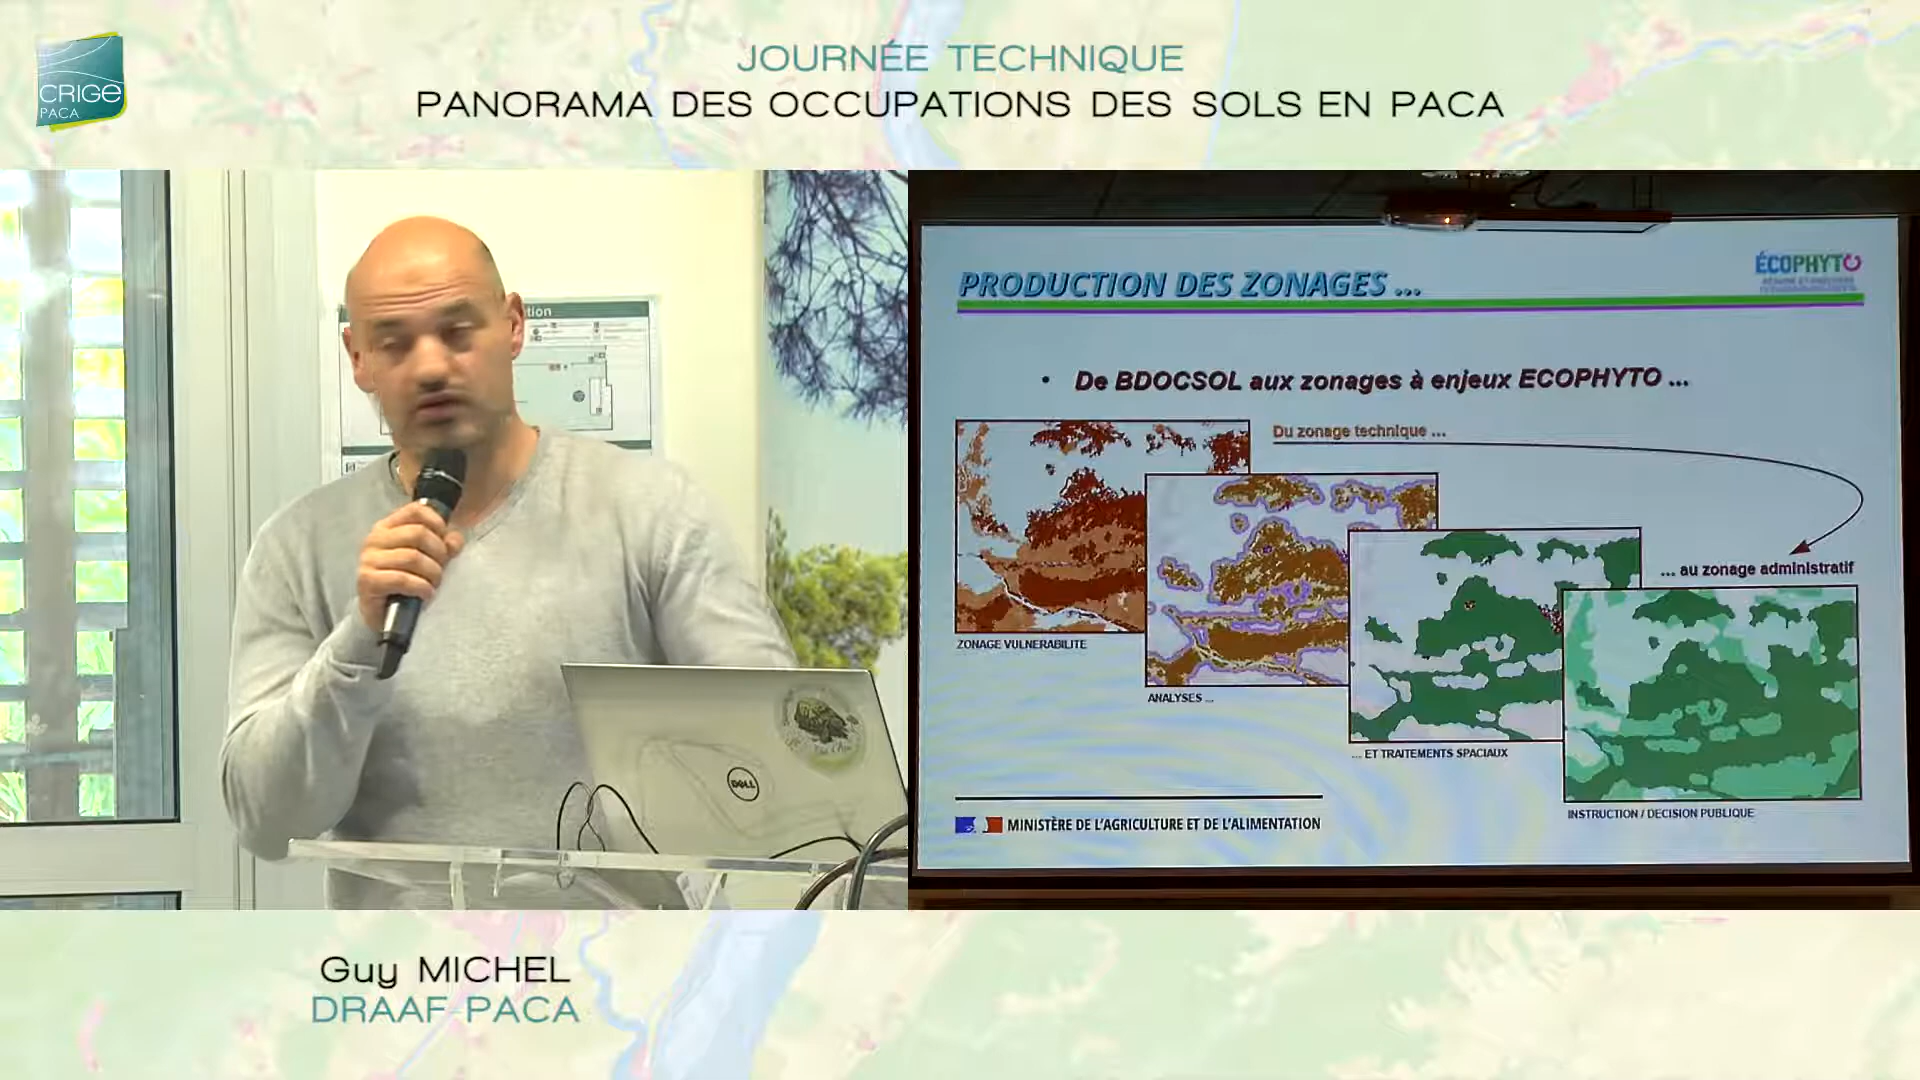 JOURNÉE TECHNIQUE
PANORAMA DES OCCUPATIONS DES SOLS EN PACA
CRIGE
PACA
tion
DELL
PRODUCTION DES ZONAGES ...
ÉCOPHYTO
• De BDOCSOL aux zonages à enjeux ECOPHYTO ...
Du zonage technique ...
... au zonage administratif
ZONAGE VULNERABILITE
ANALYSES ...
... ET TRAITEMENTS SPACIAUX
INSTRUCTION / DECISION PUBLIQUE
MINISTÈRE DE L'AGRICULTURE ET DE L'ALIMENTATION
Guy MICHEL
DRAAF-PACA